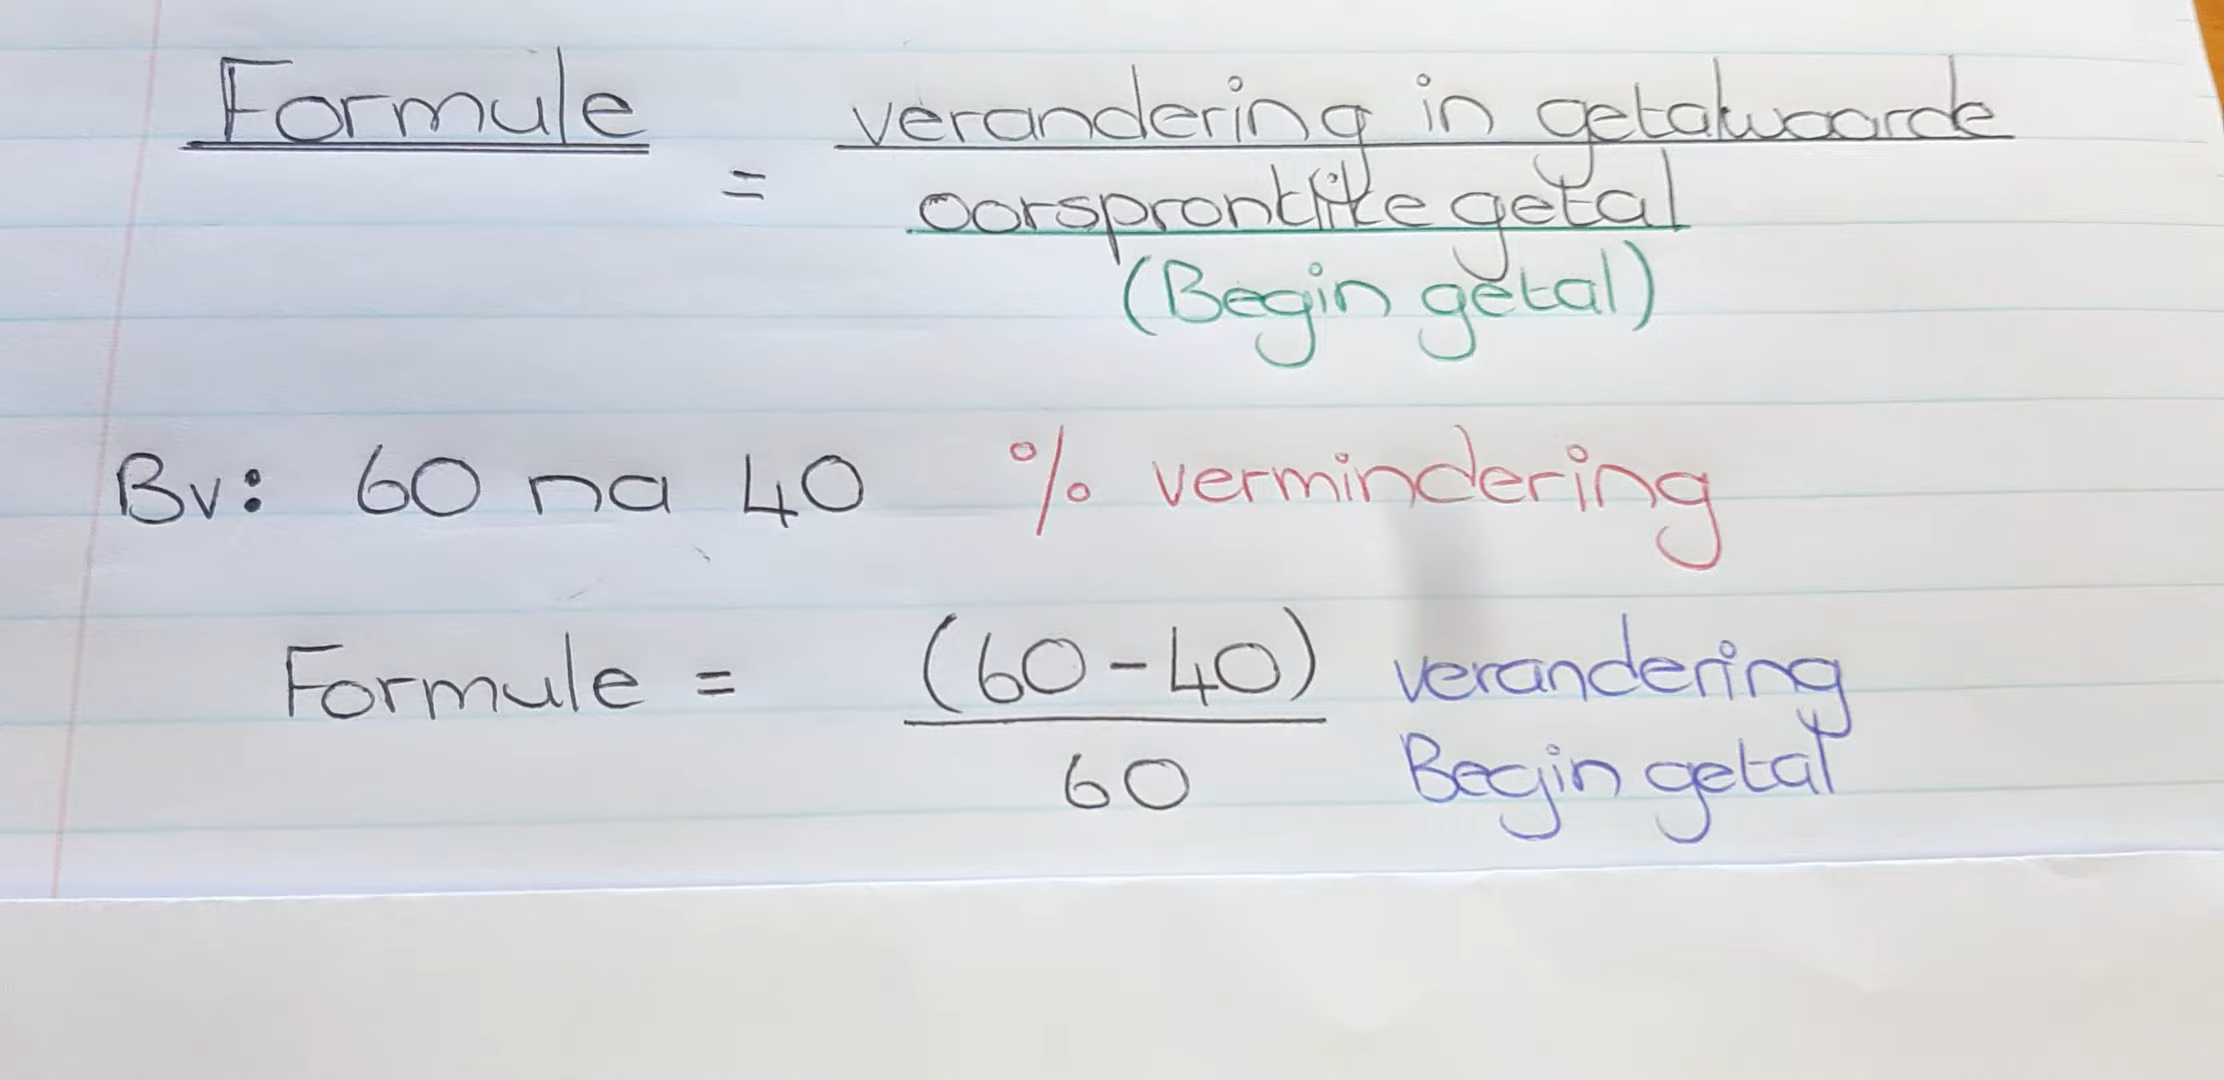 Formule = verandering in getalwaarde
oorspronklike getal
(Begin getal)
Bv: 60 na 40 % vermindering
Formule = (60-40) verandering
60 Begin getal